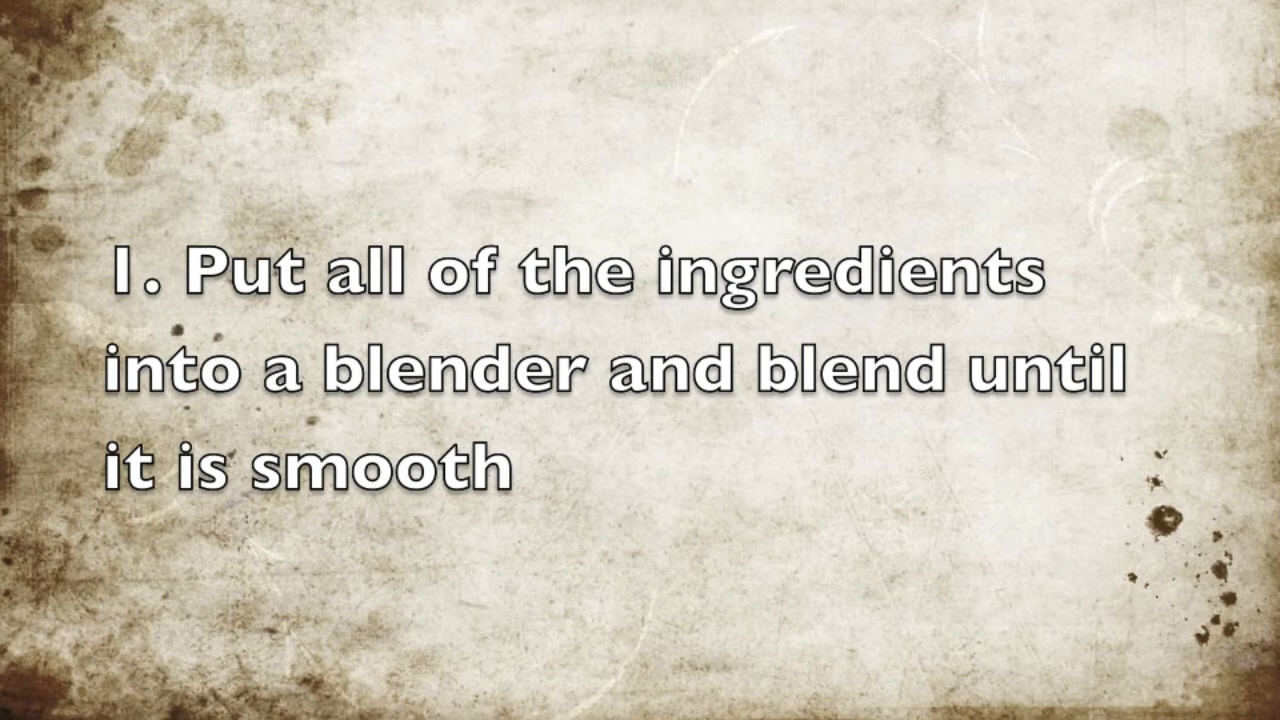 1. Put all of the ingredients
into a blender and blend until
it is smooth